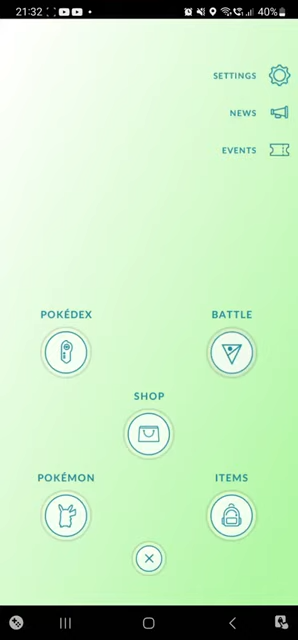 21:32
40%
SETTINGS
NEWS
EVENTS
POKÉDEX
BATTLE
SHOP
POKÉMON
ITEMS